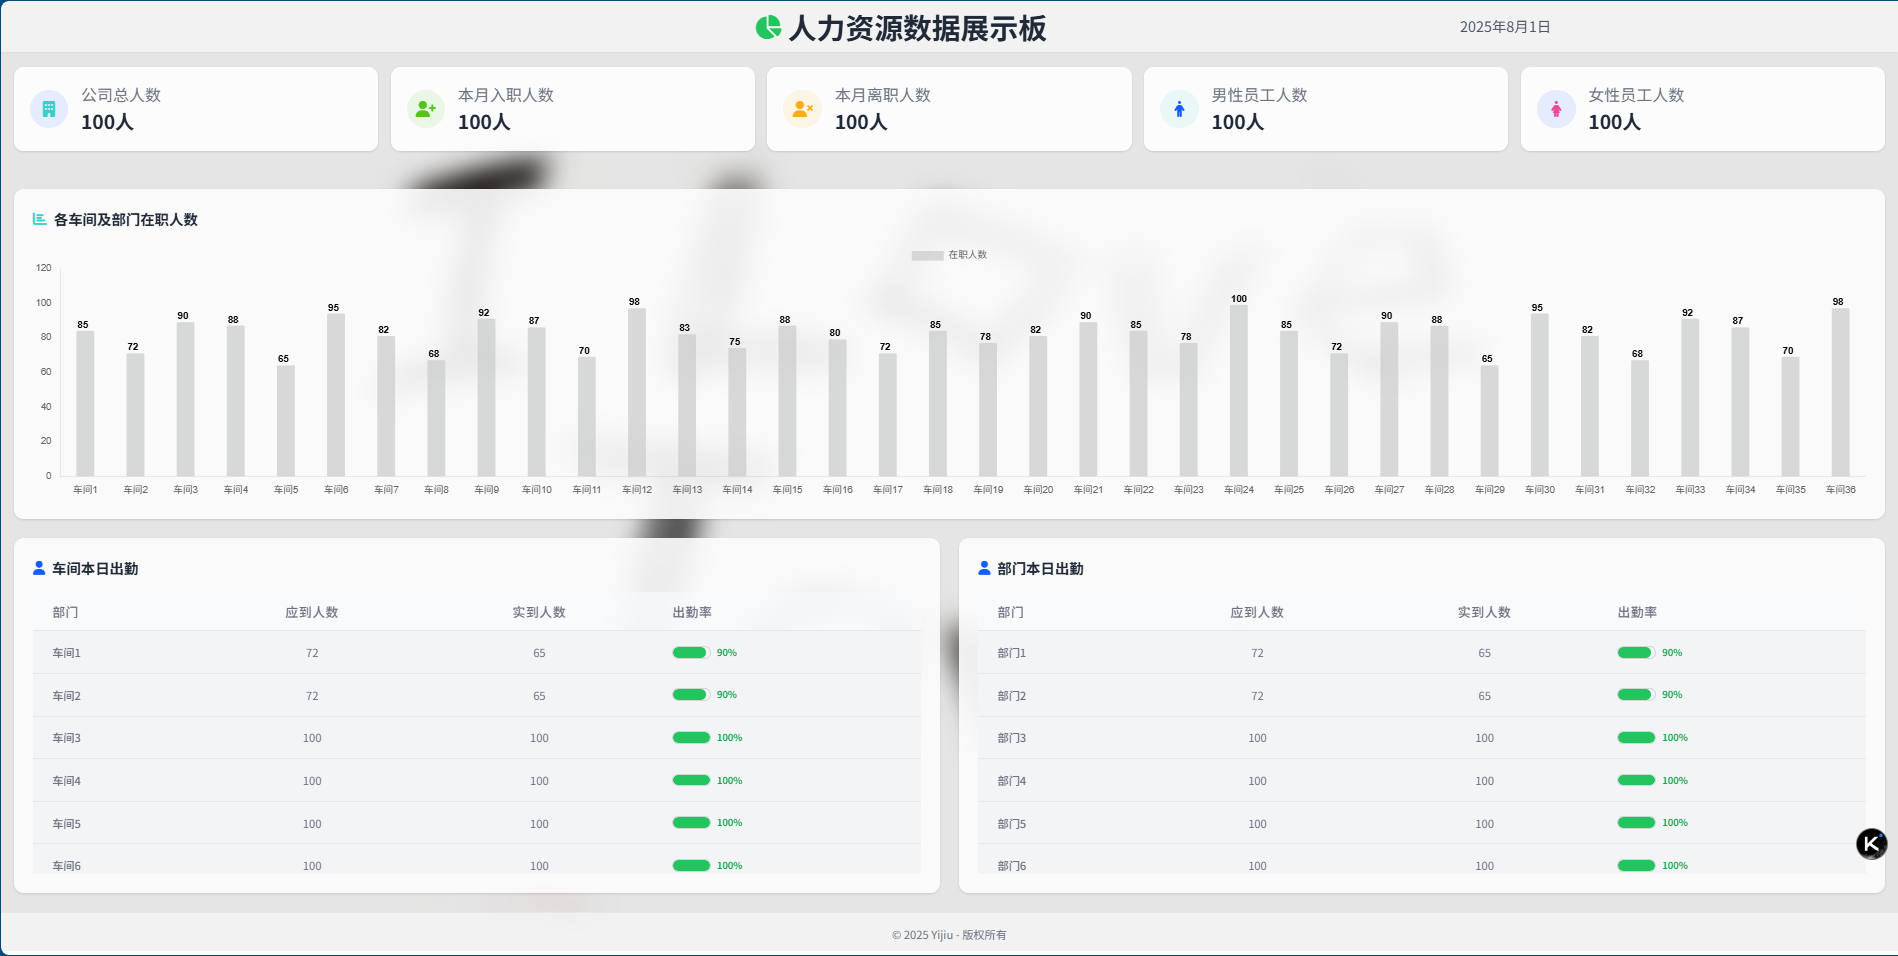 人力资源数据展示板
2025年8月1日
公司总人数
100人
本月入职人数
100人
本月离职人数
100人
男性员工人数
100人
女性员工人数
100人
各车间及部门在职人数
在职人数
120
100
80
60
40
20
0
85 72 90 88 65 95 82 68 92 87 70 98 83 75 88 80 72 85 78 82 90 85 78 100 85 72 90 88 65 95 82 68 92 87 70 98
车间1 车间2 车间3 车间4 车间5 车间6 车间7 车间8 车间9 车间10 车间11 车间12 车间13 车间14 车间15 车间16 车间17 车间18 车间19 车间20 车间21 车间22 车间23 车间24 车间25 车间26 车间27 车间28 车间29 车间30 车间31 车间32 车间33 车间34 车间35 车间36
车间本日出勤
部门 应到人数 实到人数 出勤率
车间1 72 65 90%
车间2 72 65 90%
车间3 100 100 100%
车间4 100 100 100%
车间5 100 100 100%
车间6 100 100 100%
部门本日出勤
部门 应到人数 实到人数 出勤率
部门1 72 65 90%
部门2 72 65 90%
部门3 100 100 100%
部门4 100 100 100%
部门5 100 100 100%
部门6 100 100 100%
K
© 2025 Yijiu - 版权所有